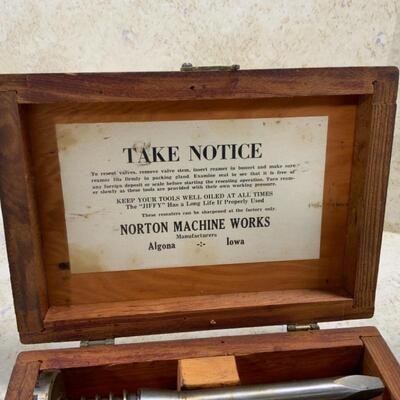 TAKE NOTICE
To reseat valves, remove valve stem, insert reamer in bonnet and make sure
reamer fits firmly in packing gland. Examine seat to see that it is free of
any foreign deposit or scale before starting the reseating operation. Turn ream-
er slowly as these tools are provided with their own working pressure.
KEEP YOUR TOOLS WELL OILED AT ALL TIMES
The "JIFFY" Has a Long Life If Properly Used
These reseaters can be sharpened at the factory only.
NORTON MACHINE WORKS
Manufacturers
Algona -:- Iowa